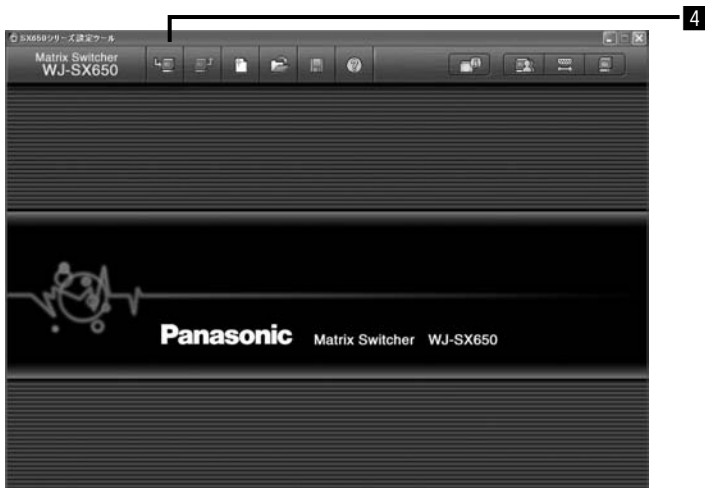 4
SX650シリーズ設定ツール
Matrix Switcher
WJ-SX650
Panasonic Matrix Switcher WJ-SX650